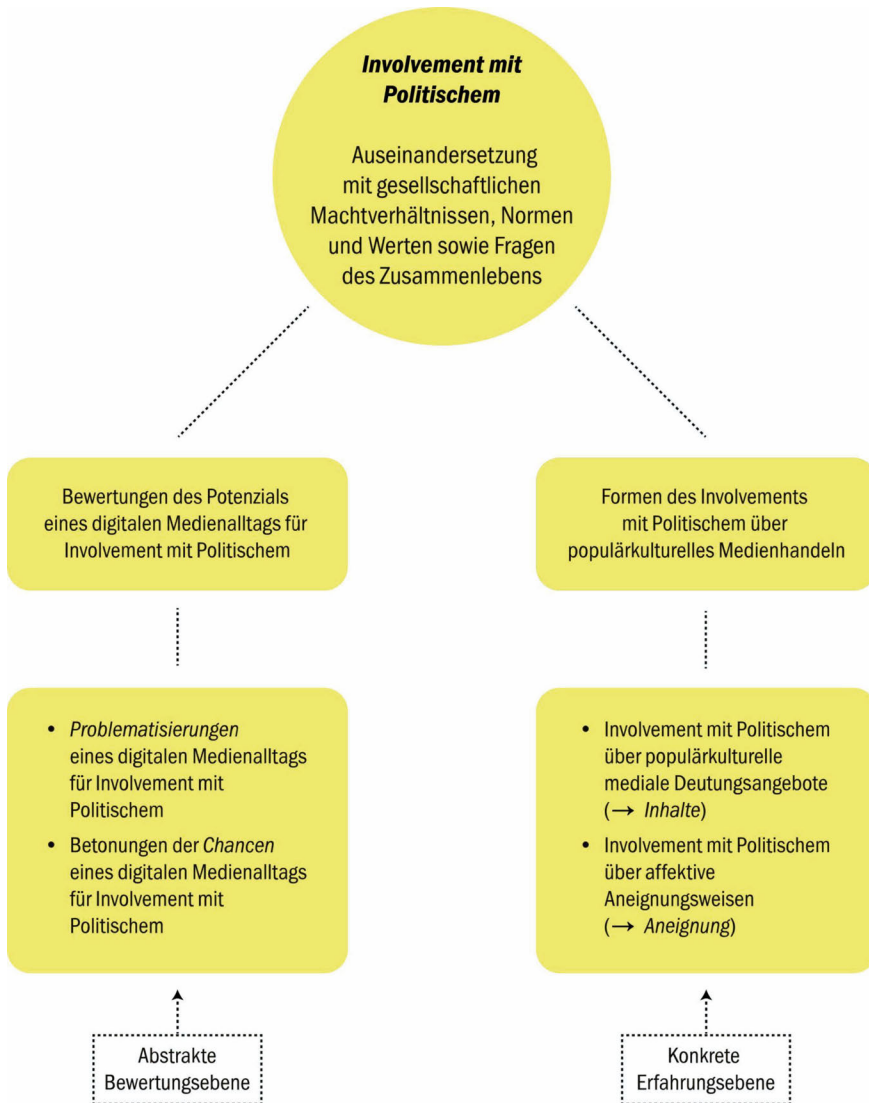 Involvement mit
Politischem
Auseinandersetzung
mit gesellschaftlichen
Machtverhältnissen, Normen
und Werten sowie Fragen
des Zusammenlebens
Bewertungen des Potenzials
eines digitalen Medienalltags für
Involvement mit Politischem
Formen des Involvements
mit Politischem über
populärkulturelles Medienhandeln
• Problematisierungen
eines digitalen Medienalltags
für Involvement mit
Politischem
• Betonungen der Chancen
eines digitalen Medienalltags
für Involvement mit
Politischem
• Involvement mit Politischem
über populärkulturelle
mediale Deutungsangebote
(→ Inhalte)
• Involvement mit Politischem
über affektive
Aneignungsweisen
(→ Aneignung)
Abstrakte
Bewertungsebene
Konkrete
Erfahrungsebene